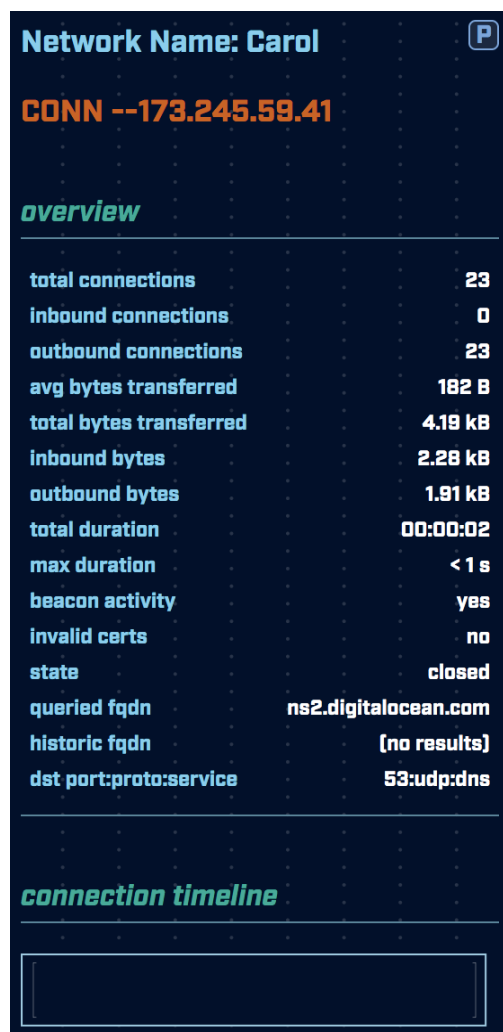 Network Name: Carol P
CONN --173.245.59.41
overview
total connections 23
inbound connections 0
outbound connections 23
avg bytes transferred 182 B
total bytes transferred 4.19 kB
inbound bytes 2.28 kB
outbound bytes 1.91 kB
total duration 00:00:02
max duration < 1 s
beacon activity yes
invalid certs no
state closed
queried fqdn ns2.digitalocean.com
historic fqdn (no results)
dst port:proto:service 53:udp:dns
connection timeline